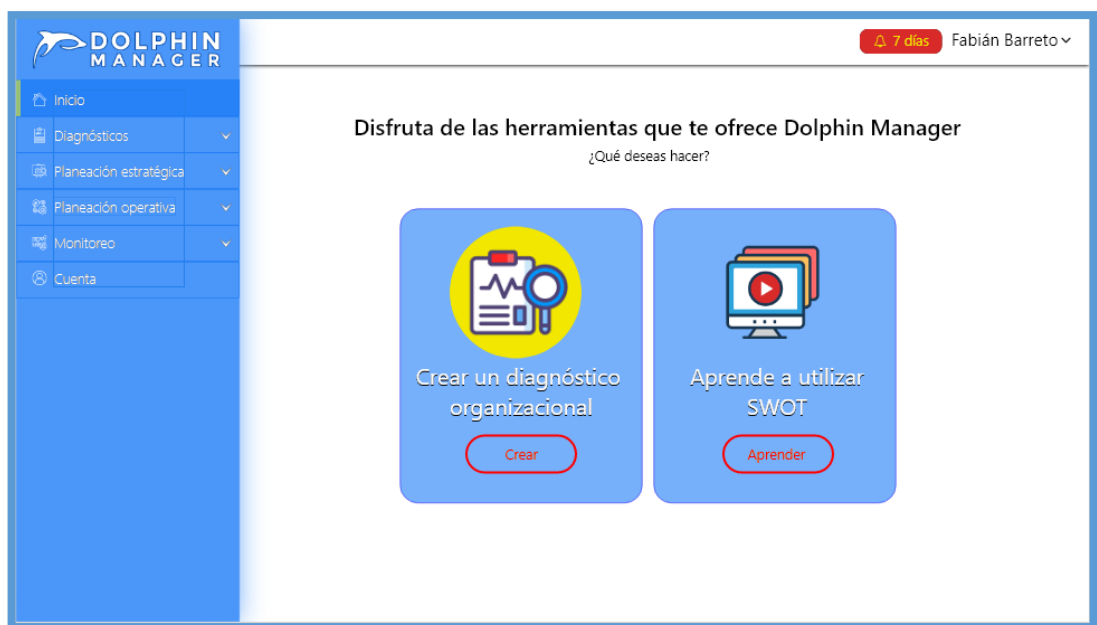 DOLPHIN
MANAGER
7 días
Fabián Barreto
Inicio
Diagnósticos
Planeación estratégica
Planeación operativa
Monitoreo
Cuenta
Disfruta de las herramientas que te ofrece Dolphin Manager
¿Qué deseas hacer?
Crear un diagnóstico
organizacional
Crear
Aprende a utilizar
SWOT
Aprender